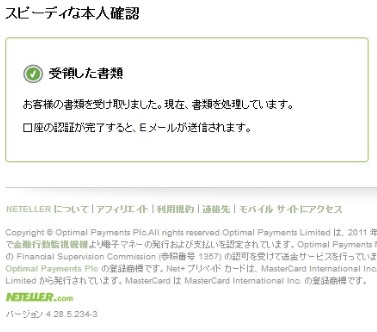 スピーディな本人確認
受領した書類
お客様の書類を受け取りました。現在、書類を処理しています。
口座の認証が完了すると、Eメールが送信されます。
NETELLER について | アフィリエイト | 利用規約 | 連絡先 | モバイル サイトにアクセス
Copyright © Optimal Payments Plc.All rights reserved.Optimal Payments Limited は、2011 年
で金融行動監視機構より電子マネーの発行および支払いを認定されています。Optimal Payments
の Financial Supervision Commission (参照番号 1357) の認可を受けて送金サービスを行ってい
Optimal Payments Plc の登録商標です。Net+ プリペイド カードは、MasterCard International Inc.
Limited から発行されています。MasterCard は MasterCard International Inc. の登録商標です。
NETELLER.com
バージョン 4.28.5.234-3